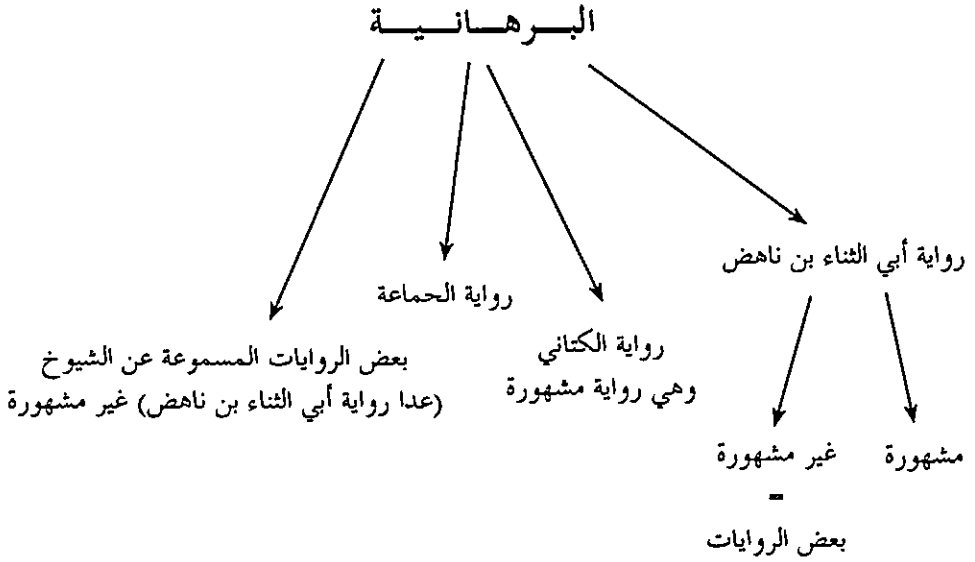 البرهانية
رواية أبي الثناء بن ناهض
رواية الحماعة
رواية الكتاني
وهي رواية مشهورة
بعض الروايات المسموعة عن الشيوخ
(عدا رواية أبي الثناء بن ناهض) غير مشهورة
مشهورة
غير مشهورة
بعض الروايات